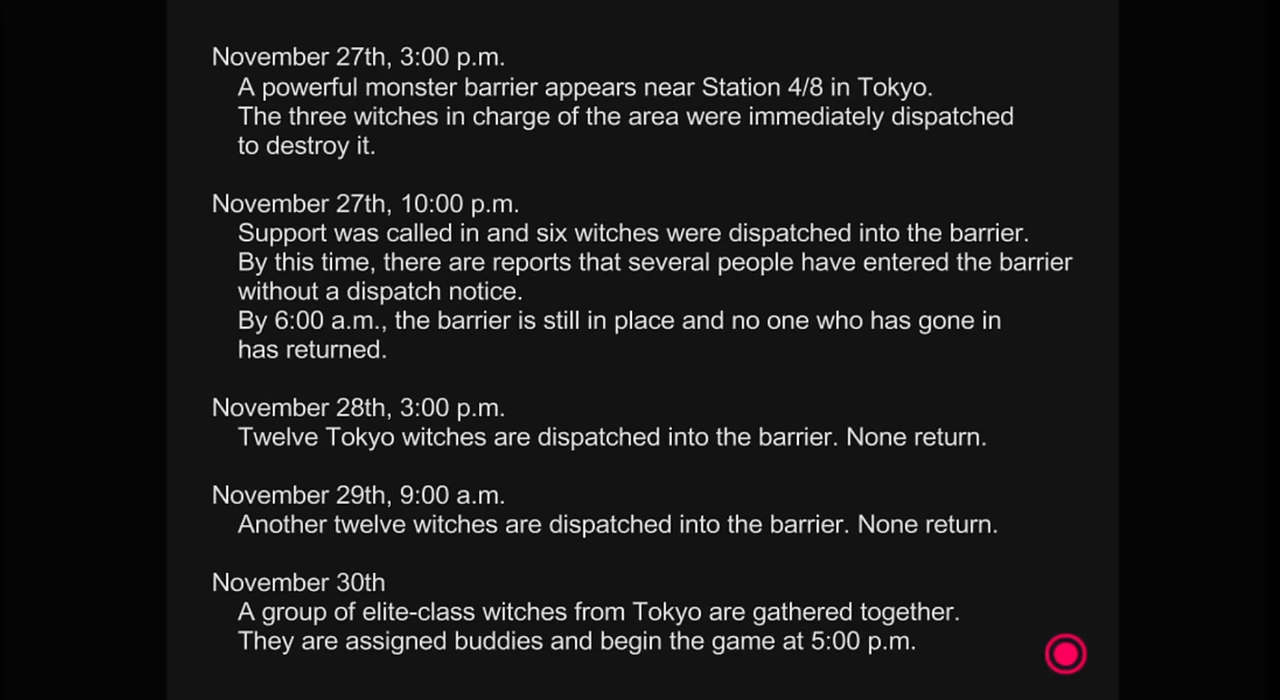 November 27th, 3:00 p.m.
A powerful monster barrier appears near Station 4/8 in Tokyo.
The three witches in charge of the area were immediately dispatched
to destroy it.
November 27th, 10:00 p.m.
Support was called in and six witches were dispatched into the barrier.
By this time, there are reports that several people have entered the barrier
without a dispatch notice.
By 6:00 a.m., the barrier is still in place and no one who has gone in
has returned.
November 28th, 3:00 p.m.
Twelve Tokyo witches are dispatched into the barrier. None return.
November 29th, 9:00 a.m.
Another twelve witches are dispatched into the barrier. None return.
November 30th
A group of elite-class witches from Tokyo are gathered together.
They are assigned buddies and begin the game at 5:00 p.m.